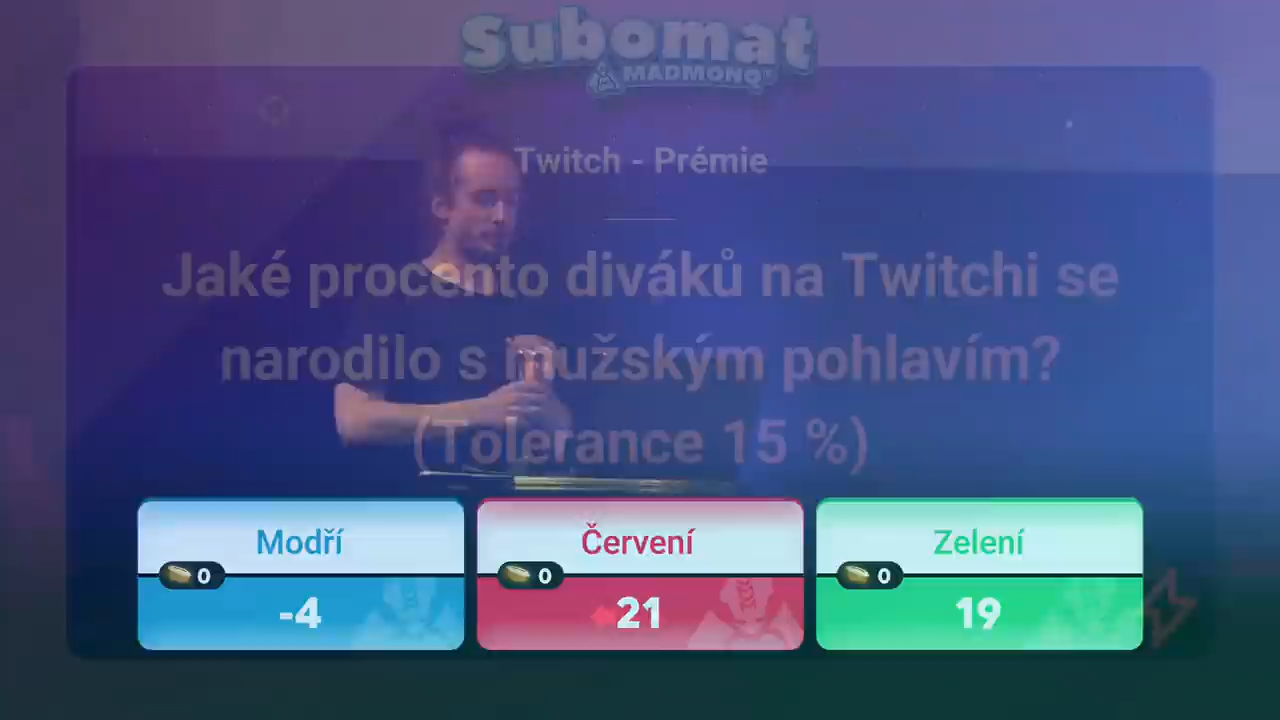 Subomat
MADMONQ
Twitch - Prémie
Jaké procento diváků na Twitchi se
narodilo s mužským pohlavím?
(Tolerance 15 %)
Modří
Červení
Zelení
0
0
0
-4
21
19